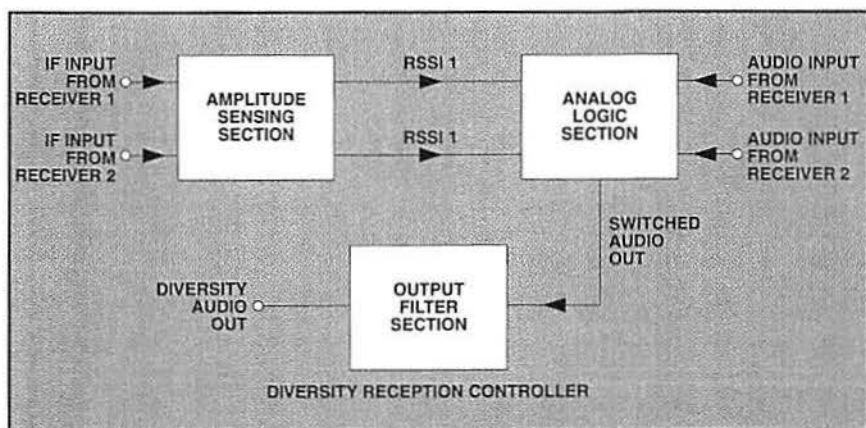 IF INPUT
FROM
RECEIVER 1
IF INPUT
FROM
RECEIVER 2
AMPLITUDE
SENSING
SECTION
RSSI 1
RSSI 1
ANALOG
LOGIC
SECTION
AUDIO INPUT
FROM
RECEIVER 1
AUDIO INPUT
FROM
RECEIVER 2
SWITCHED
AUDIO
OUT
OUTPUT
FILTER
SECTION
DIVERSITY
AUDIO
OUT
DIVERSITY RECEPTION CONTROLLER